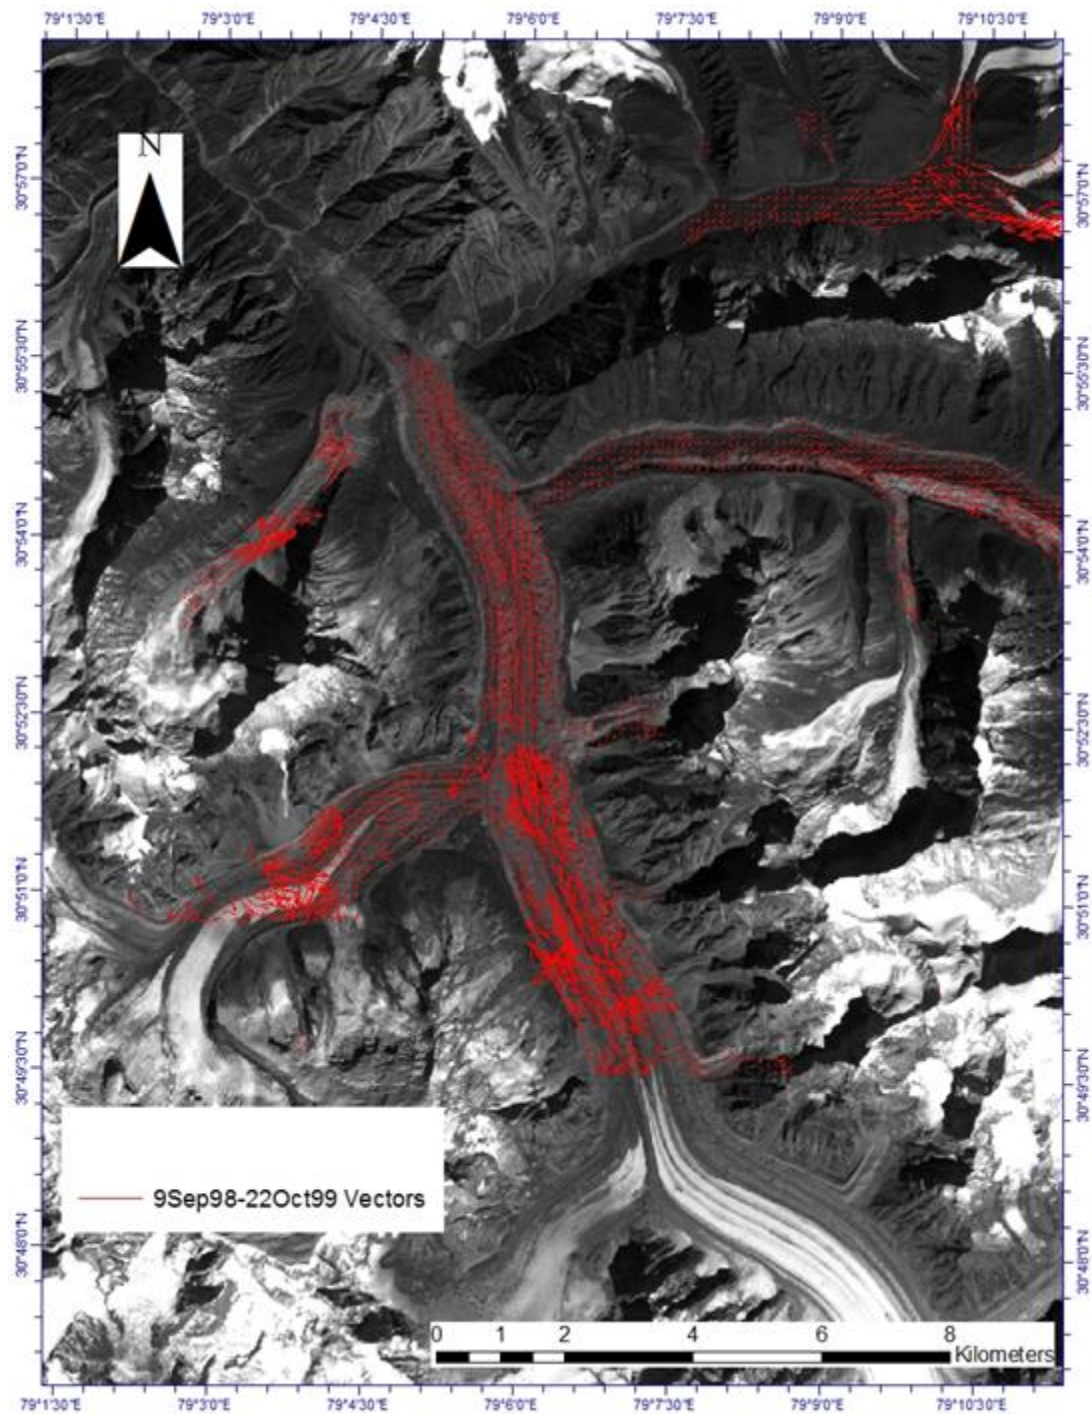 79°1'30"E 79°3'0"E 79°4'30"E 79°6'0"E 79°7'30"E 79°9'0"E 79°10'30"E
N
30°57'0"N 30°57'0"N
30°55'30"N 30°55'30"N
30°54'0"N 30°54'0"N
30°52'30"N 30°52'30"N
30°51'0"N 30°51'0"N
30°49'30"N 30°49'30"N
9Sep98-22Oct99 Vectors
30°48'0"N 30°48'0"N
0 1 2 4 6 8
Kilometers
79°1'30"E 79°3'0"E 79°4'30"E 79°6'0"E 79°7'30"E 79°9'0"E 79°10'30"E